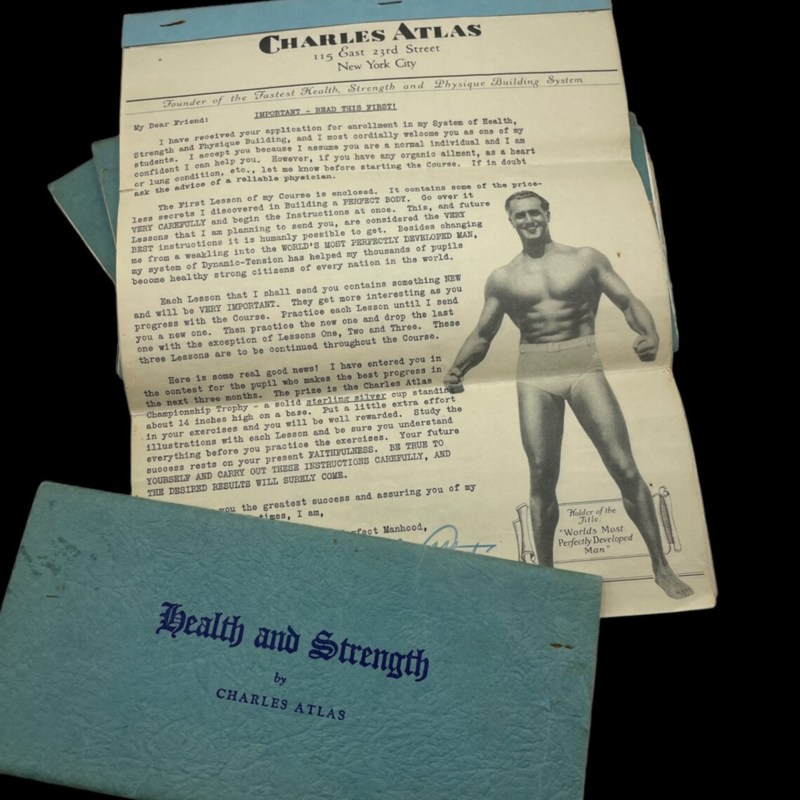 CHARLES ATLAS
115 East 23rd Street
New York City
Founder of the Fastest Health, Strength and Physique Building System
IMPORTANT - READ THIS FIRST!
My Dear Friend:
I have received your application for enrollment in my System of Health,
Strength and Physique Building, and I most cordially welcome you as one of my
students. I accept you because I assume you are a normal individual and I am
confident I can help you. However, if you have any organic ailment, as a heart
or lung condition, etc., let me know before starting the Course. If in doubt
ask the advice of a reliable physician.
The First Lesson of my Course is enclosed. It contains some of the price-
less secrets I discovered in Building a PERFECT BODY. Go over it
VERY CAREFULLY and begin the Instructions at once. This, and future
Lessons that I am planning to send you, are considered the VERY
BEST instructions it is humanly possible to get. Besides changing
me from a weakling into the WORLD'S MOST PERFECTLY DEVELOPED MAN,
my system of Dynamic-Tension has helped my thousands of pupils
become healthy strong citizens of every nation in the world.
Each Lesson that I shall send you contains something NEW
and will be VERY IMPORTANT. They get more interesting as you
progress with the Course. Practice each Lesson until I send
you a new one. Then practice the new one and drop the last
one with the exception of Lessons One, Two and Three. These
three Lessons are to be continued throughout the Course.
Here is some real good news! I have entered you in
the contest for the pupil who makes the best progress in
the next three months. The prize is the Charles Atlas
Championship Trophy - a solid sterling silver cup standing
about 14 inches high on a base. Put a little extra effort
in your exercises and you will be well rewarded. Study the
illustrations with each Lesson and be sure you understand
everything before you practice the exercises. Your future
success rests on your present FAITHFULNESS. BE TRUE TO
YOURSELF AND CARRY OUT THESE INSTRUCTIONS CAREFULLY, AND
THE DESIRED RESULTS WILL SURELY COME.
you the greatest success and assuring you of my
times, I am,
Manhood,
Holder of the
Title
"Worlds Most
Perfectly Developed
Man"
Health and Strength
by
CHARLES ATLAS